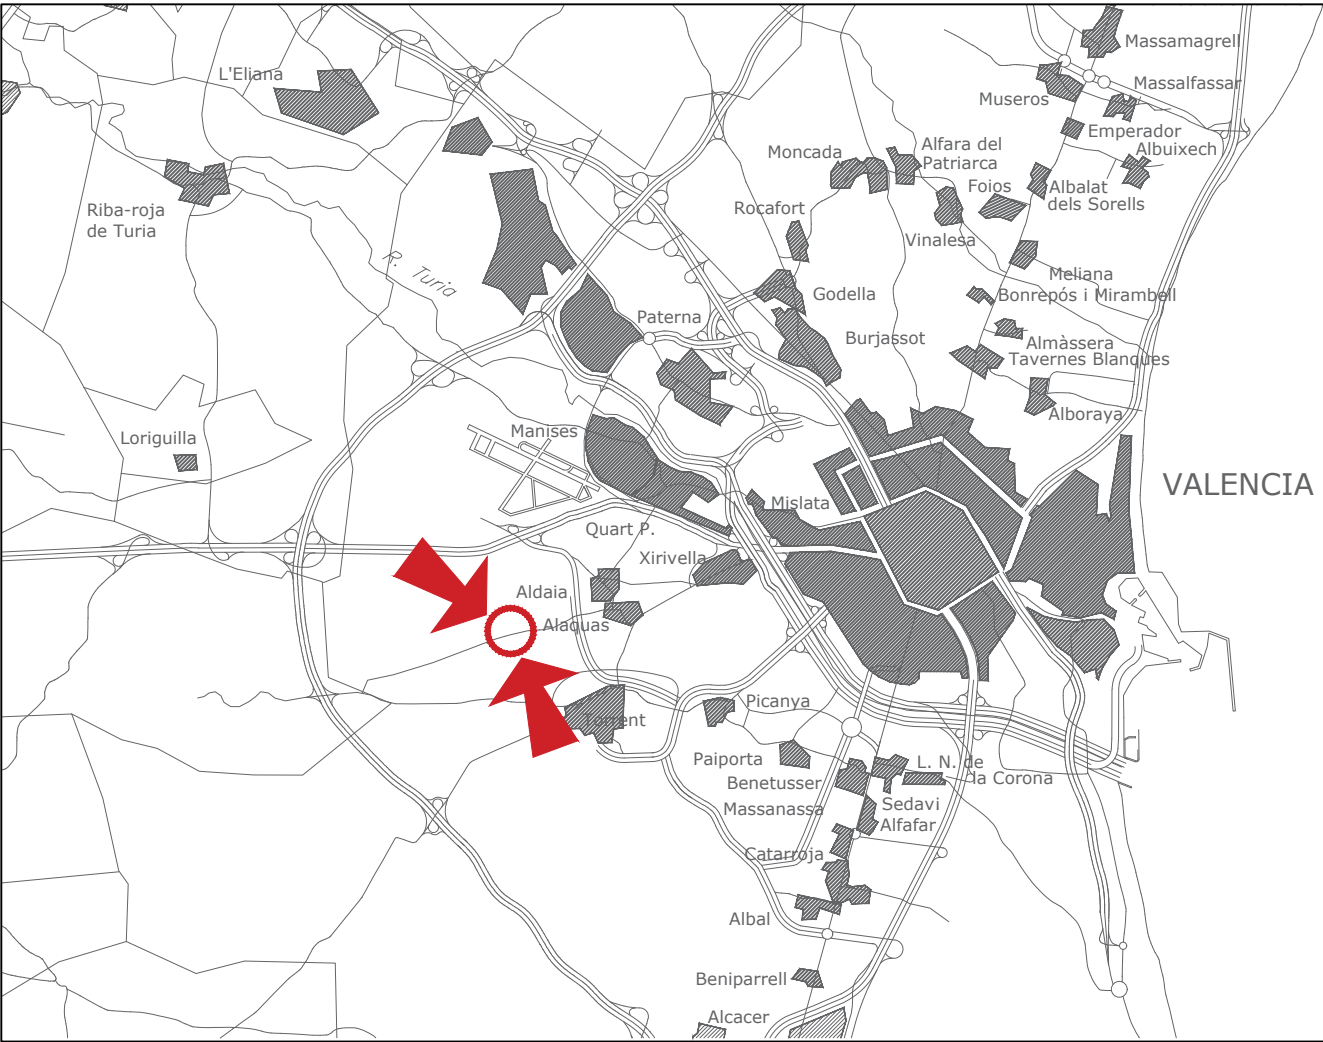 Massamagrell
L'Eliana
Massalfassar
Museros
Emperador
Albuixech
Alfara del
Patriarca
Moncada
Foios
Albalat
dels Sorells
Riba-roja
de Turia
Rocafort
Vinalesa
R. Turia
Meliana
Godella
Bonrepós i Mirambell
Paterna
Burjassot
Almàssera
Tavernes Blanques
Alboraya
Manises
Loriguilla
VALENCIA
Mislata
Quart P.
Xirivella
Aldaia
Alaquas
Picanya
Torrent
Paiporta
L. N. de
la Corona
Benetusser
Sedavi
Massanassa
Alfafar
Catarroja
Albal
Beniparrell
Alcacer